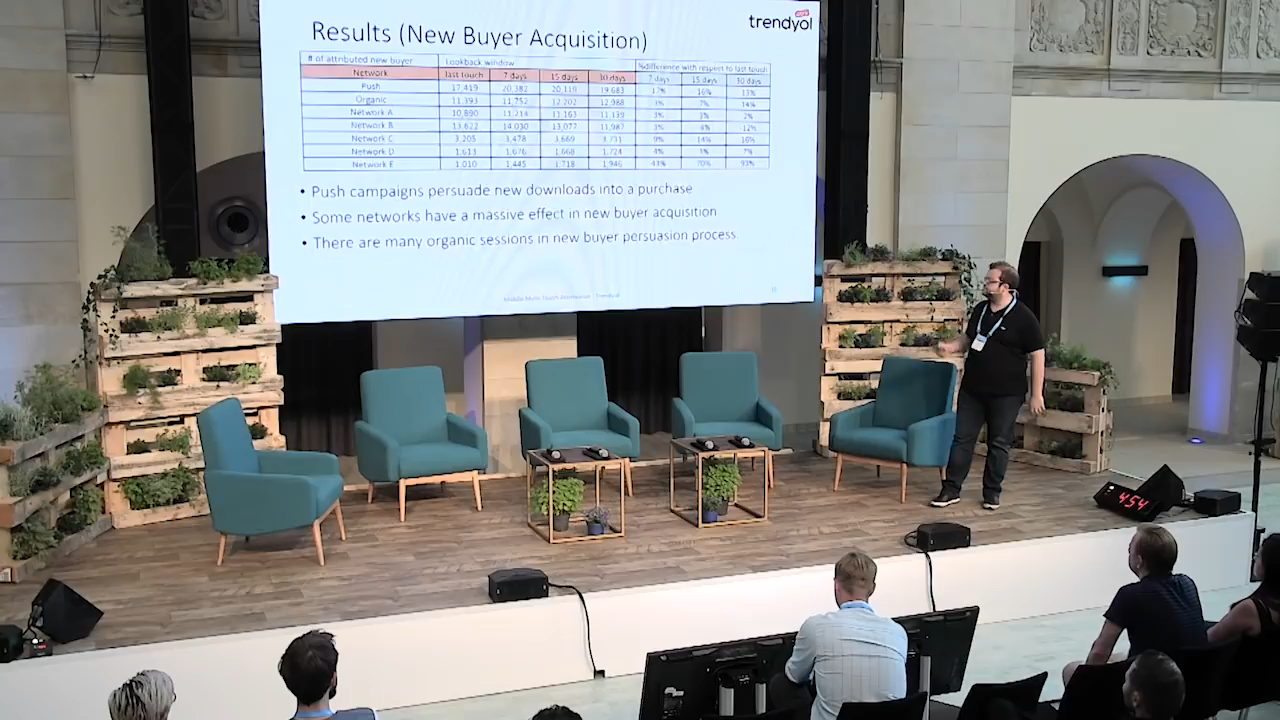 Results (New Buyer Acquisition)
trendyol
# of attributed new buyer Lookback window %difference with respect to last touch
Network last touch 7 days 15 days 30 days 7 days 15 days 30 days
Push 17,419 20,382 20,119 19,683 17% 16% 13%
Organic 11,393 11,752 12,202 12,988 3% 7% 14%
Network A 10,890 11,214 11,163 11,139 3% 3% 2%
Network B 13,622 14,030 13,077 11,987 3% 4% 12%
Network C 3,205 3,478 3,669 3,731 9% 14% 16%
Network D 1,613 1,676 1,668 1,724 4% 3% 7%
Network E 1,010 1,445 1,718 1,946 43% 70% 93%
• Push campaigns persuade new downloads into a purchase
• Some networks have a massive effect in new buyer acquisition
• There are many organic sessions in new buyer persuasion process.
Mobile Multi Touch Attribution - Trendyol
4:54